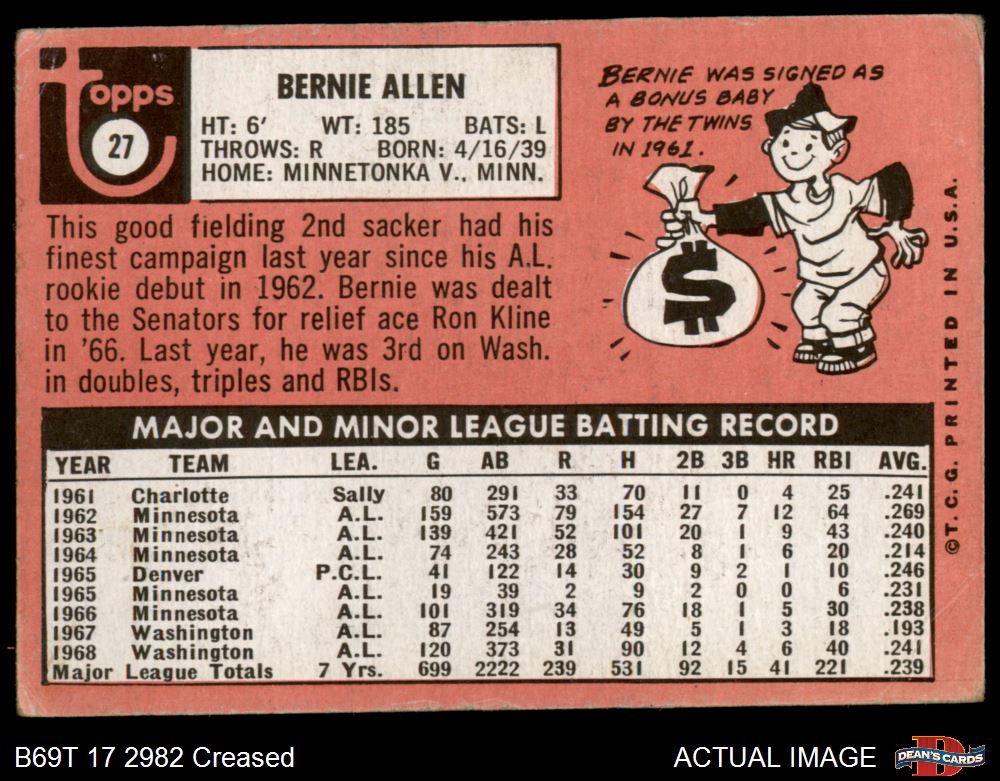 topps
27
BERNIE ALLEN
HT: 6' WT: 185 BATS: L
THROWS: R BORN: 4/16/39
HOME: MINNETONKA V., MINN.
BERNIE WAS SIGNED AS
A BONUS BABY
BY THE TWINS
IN 1961.
$
This good fielding 2nd sacker had his
finest campaign last year since his A.L.
rookie debut in 1962. Bernie was dealt
to the Senators for relief ace Ron Kline
in '66. Last year, he was 3rd on Wash.
in doubles, triples and RBIs.
MAJOR AND MINOR LEAGUE BATTING RECORD
YEAR TEAM LEA. G AB R H 2B 3B HR RBI AVG.
1961 Charlotte Sally 80 291 33 70 11 0 4 25 .241
1962 Minnesota A.L. 159 573 79 154 27 7 12 64 .269
1963 Minnesota A.L. 139 421 52 101 20 1 9 43 .240
1964 Minnesota A.L. 74 243 28 52 8 1 6 20 .214
1965 Denver P.C.L. 41 122 14 30 9 2 1 10 .246
1965 Minnesota A.L. 19 39 2 9 2 0 0 6 .231
1966 Minnesota A.L. 101 319 34 76 18 1 5 30 .238
1967 Washington A.L. 87 254 13 49 5 1 3 18 .193
1968 Washington A.L. 120 373 31 90 12 4 6 40 .241
Major League Totals 7 Yrs. 699 2222 239 531 92 15 41 221 .239
©T.C.G. PRINTED IN U.S.A.
B69T 17 2982 Creased
ACTUAL IMAGE
D
DEAN'S CARDS